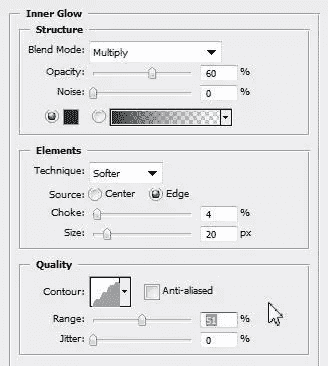 Inner Glow
Structure
Blend Mode: Multiply
Opacity: 60 %
Noise: 0 %
Elements
Technique: Softer
Source: Center Edge
Choke: 4 %
Size: 20 px
Quality
Contour: Anti-aliased
Range: 51 %
Jitter: 0 %